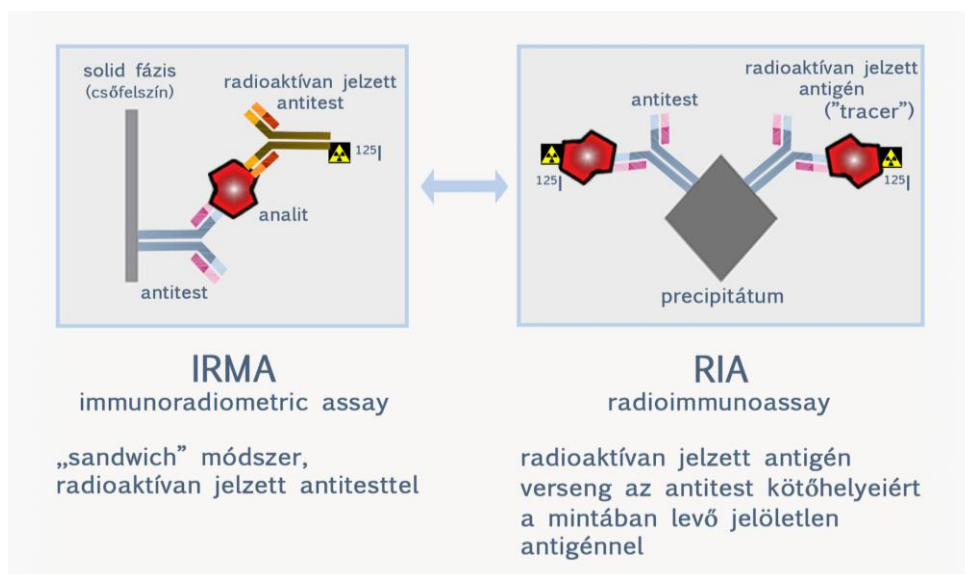 solid fázis
(csőfelszín)
radioaktívan jelzett
antitest
125I
analit
antitest
radioaktívan jelzett
antigén
("tracer")
antitest
125I
125I
precipitátum
IRMA
immunoradiometric assay
„sandwich” módszer,
radioaktívan jelzett antitesttel
RIA
radioimmunoassay
radioaktívan jelzett antigén
verseng az antitest kötőhelyeiért
a mintában levő jelöletlen
antigénnel